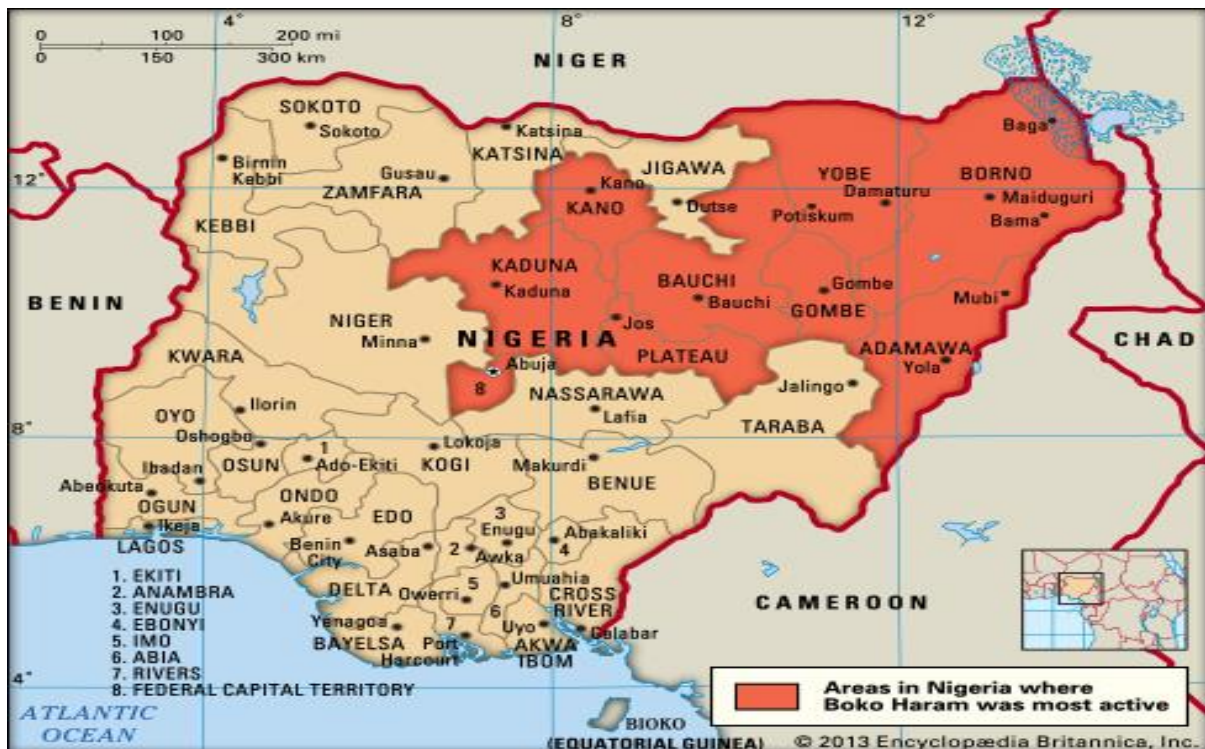 4°
8°
12°
0 100 200 mi
0 150 300 km
NIGER
SOKOTO
Sokoto
Katsina
KATSINA
Birnin
Kebbi
Gusau
ZAMFARA
KEBBI
JIGAWA
Dutse
Kano
KANO
YOBE
Damaturu
Potiskum
Baga
BORNO
Maiduguri
Bama
12°
KADUNA
Kaduna
BAUCHI
Bauchi
Gombe
GOMBE
Mubi
BENIN
NIGER
Minna
NIGERIA
Jos
PLATEAU
ADAMAWA
Yola
CHAD
KWARA
Abuja
8
NASSARAWA
Lafia
Jalingo
TARABA
OYO
Ilorin
8°
Oshogbo
OSUN
1
Ado-Ekiti
Lokoja
KOGI
Makurdi
BENUE
Ibadan
Abeokuta
OGUN
Ikeja
LAGOS
ONDO
Akure
EDO
Benin
City
Asaba
3
Enugu
2
Awka
Abakaliki
4
DELTA
Owerri
5
Umuahia
6
CROSS
RIVER
Yenagoa
BAYELSA
7
Port
Harcourt
Uyo
AKWA
IBOM
Calabar
CAMEROON
1. EKITI
2. ANAMBRA
3. ENUGU
4. EBONYI
5. IMO
6. ABIA
7. RIVERS
8. FEDERAL CAPITAL TERRITORY
4°
ATLANTIC
OCEAN
BIOKO
(EQUATORIAL GUINEA)
Areas in Nigeria where
Boko Haram was most active
© 2013 Encyclopædia Britannica, Inc.